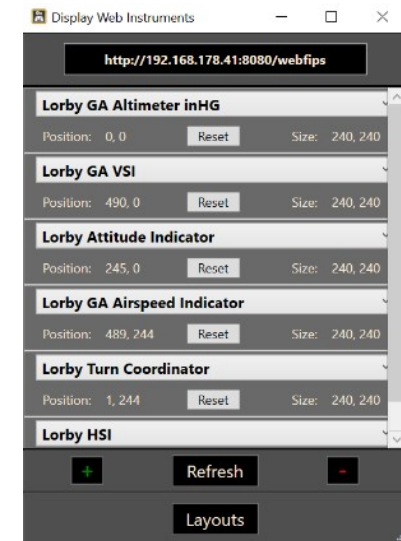 Display Web Instruments
http://192.168.178.41:8080/webfips
Lorby GA Altimeter inHG
Position: 0, 0 Reset Size: 240, 240
Lorby GA VSI
Position: 490, 0 Reset Size: 240, 240
Lorby Attitude Indicator
Position: 245, 0 Reset Size: 240, 240
Lorby GA Airspeed Indicator
Position: 489, 244 Reset Size: 240, 240
Lorby Turn Coordinator
Position: 1, 244 Reset Size: 240, 240
Lorby HSI
+ Refresh -
Layouts